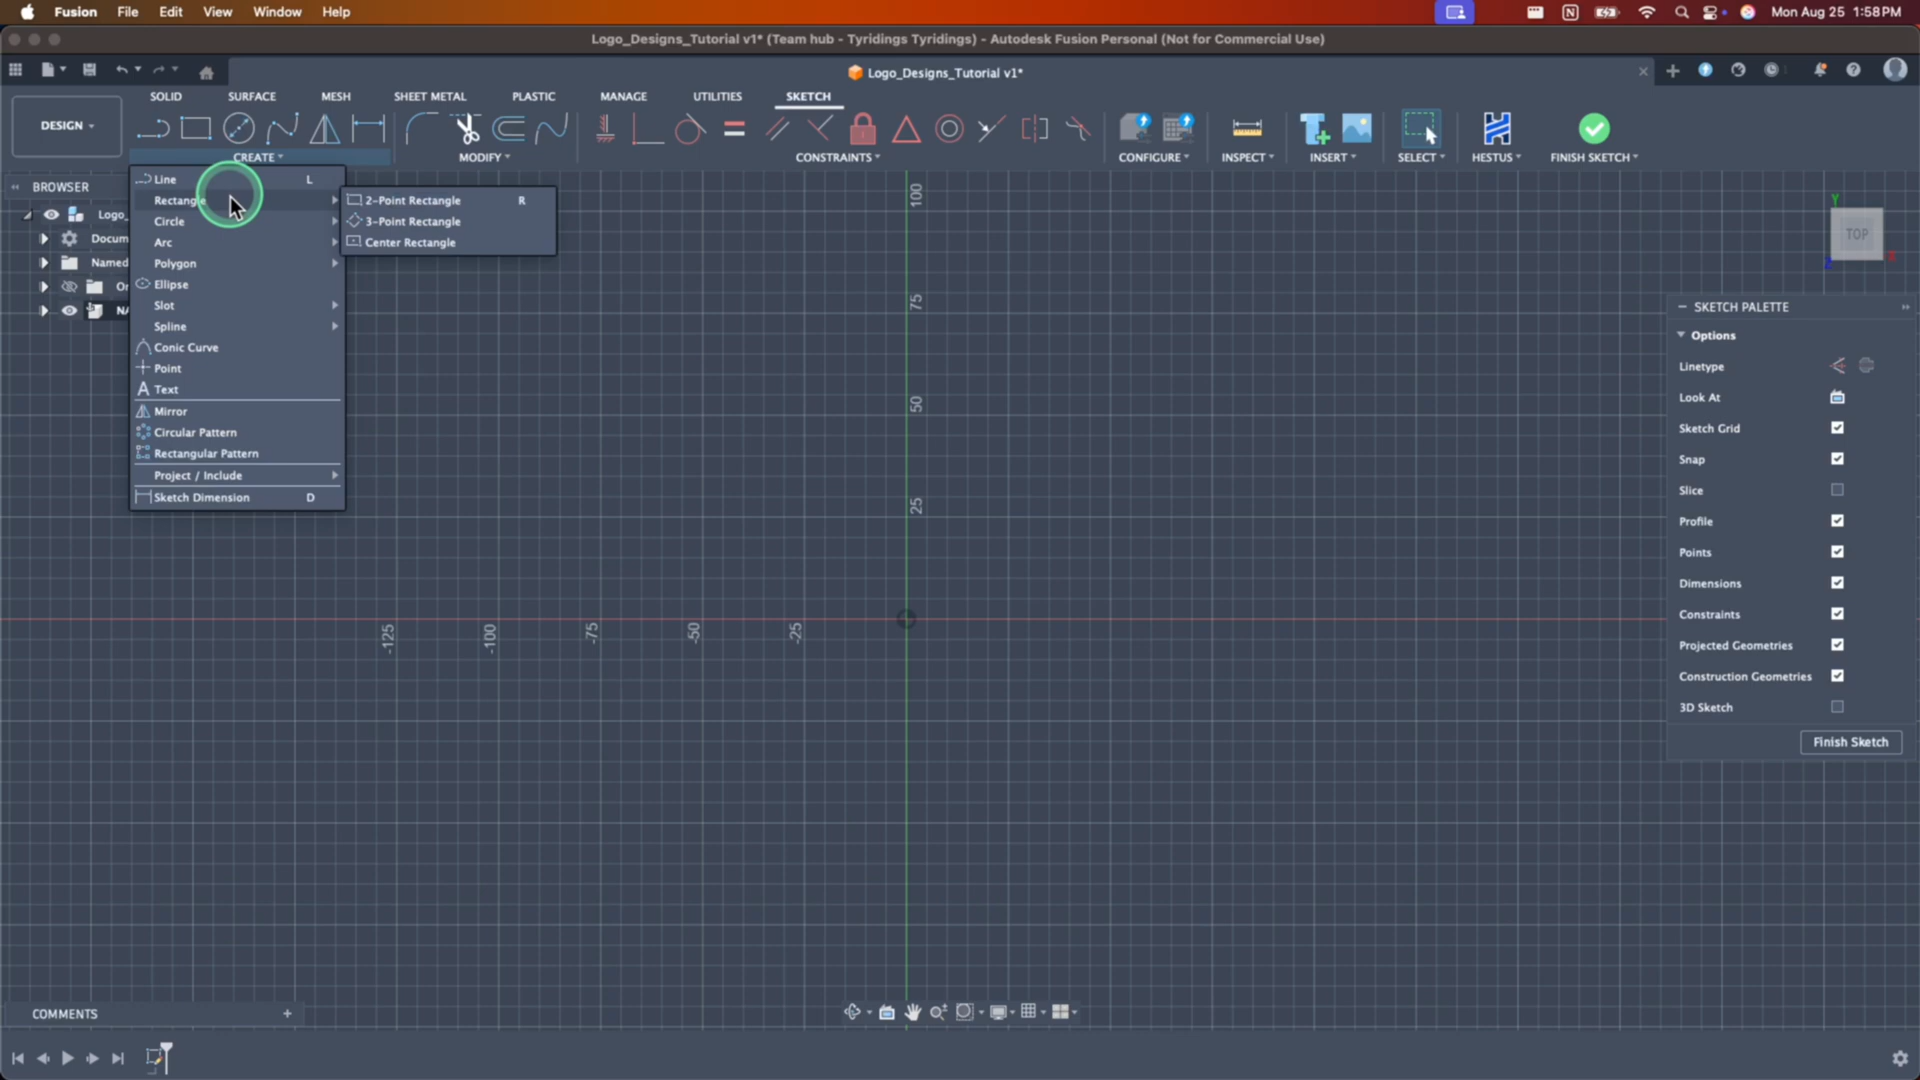 Fusion File Edit View Window Help Mon Aug 25 1:58 PM
Logo_Designs_Tutorial v1* (Team hub - Tyridings Tyridings) - Autodesk Fusion Personal (Not for Commercial Use)
Logo_Designs_Tutorial v1*
SOLID SURFACE MESH SHEET METAL PLASTIC MANAGE UTILITIES SKETCH
DESIGN
CREATE MODIFY CONSTRAINTS CONFIGURE INSPECT INSERT SELECT HESTUS FINISH SKETCH
BROWSER
Logo_
Docum
Named
Or
NA
Line L
Rectangle
Circle
Arc
Polygon
Ellipse
Slot
Spline
Conic Curve
Point
A Text
Mirror
Circular Pattern
Rectangular Pattern
Project / Include
Sketch Dimension D
2-Point Rectangle R
3-Point Rectangle
Center Rectangle
100
75
50
25
-125 -100 -75 -50 -25
Y
TOP
X
Z
SKETCH PALETTE
Options
Linetype
Look At
Sketch Grid
Snap
Slice
Profile
Points
Dimensions
Constraints
Projected Geometries
Construction Geometries
3D Sketch
Finish Sketch
COMMENTS +